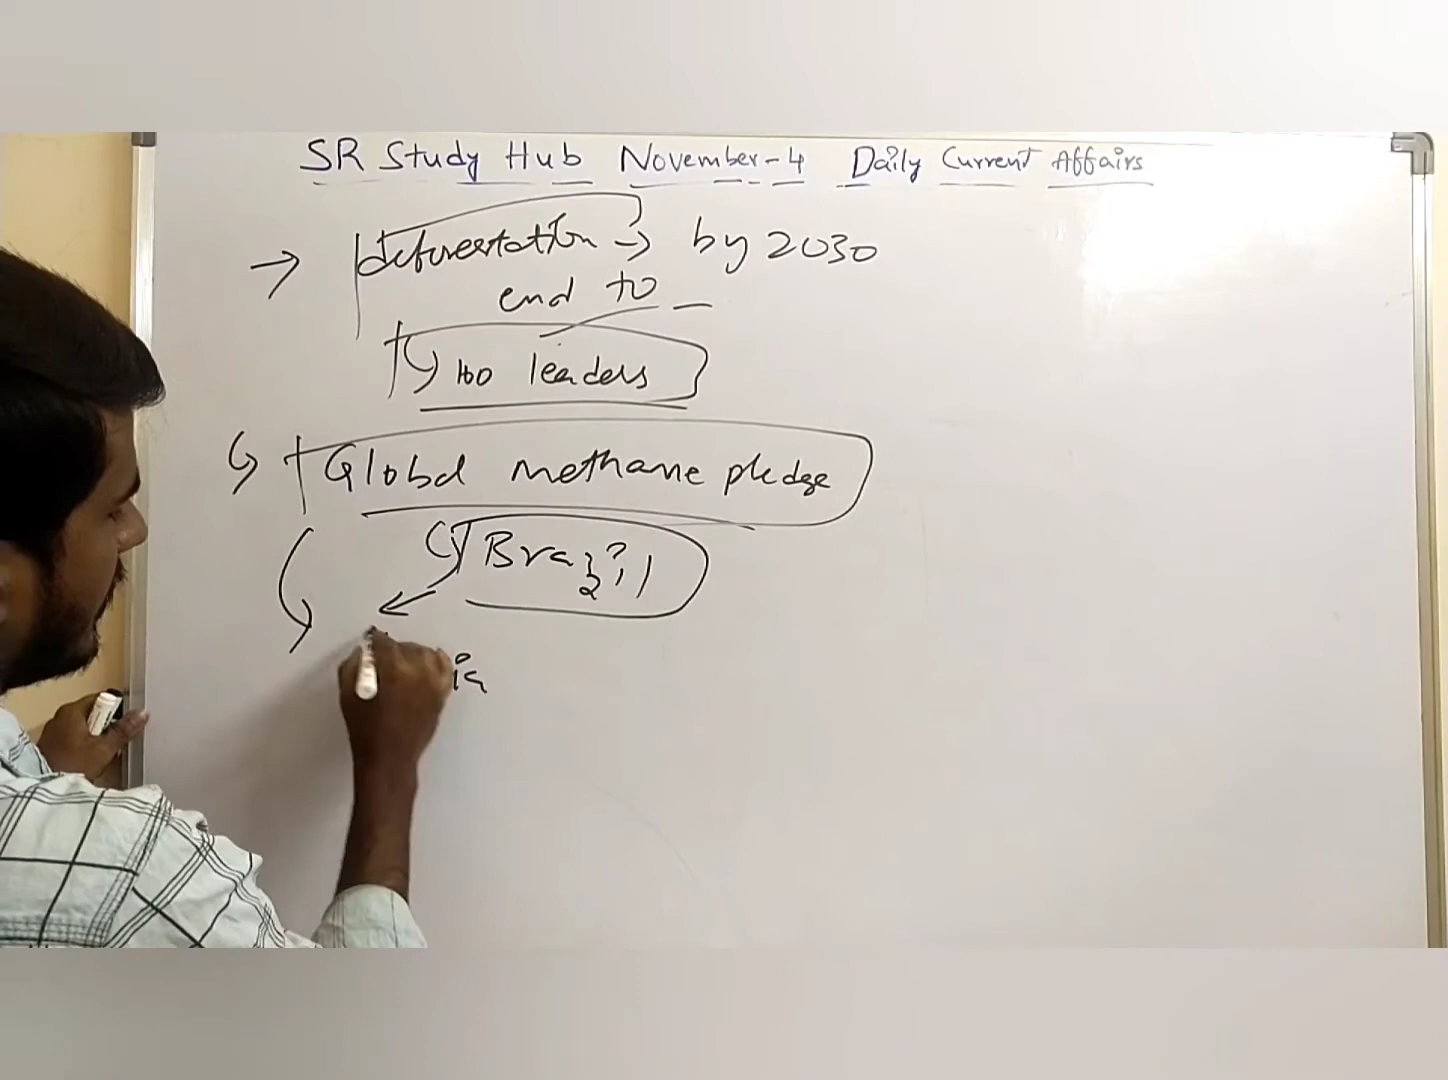 SR Study Hub November-4 Daily Current Affairs
→ deforestation → by 2030
end to
100 leaders
Global methane pledge
Brazil